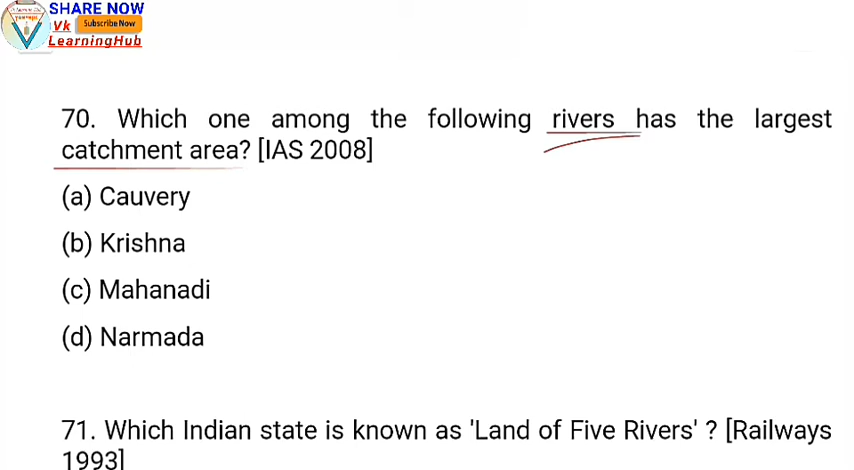 SHARE NOW
Vk Subscribe Now
LearningHub
70. Which one among the following rivers has the largest
catchment area? [IAS 2008]
(a) Cauvery
(b) Krishna
(c) Mahanadi
(d) Narmada
71. Which Indian state is known as 'Land of Five Rivers' ? [Railways
1993]